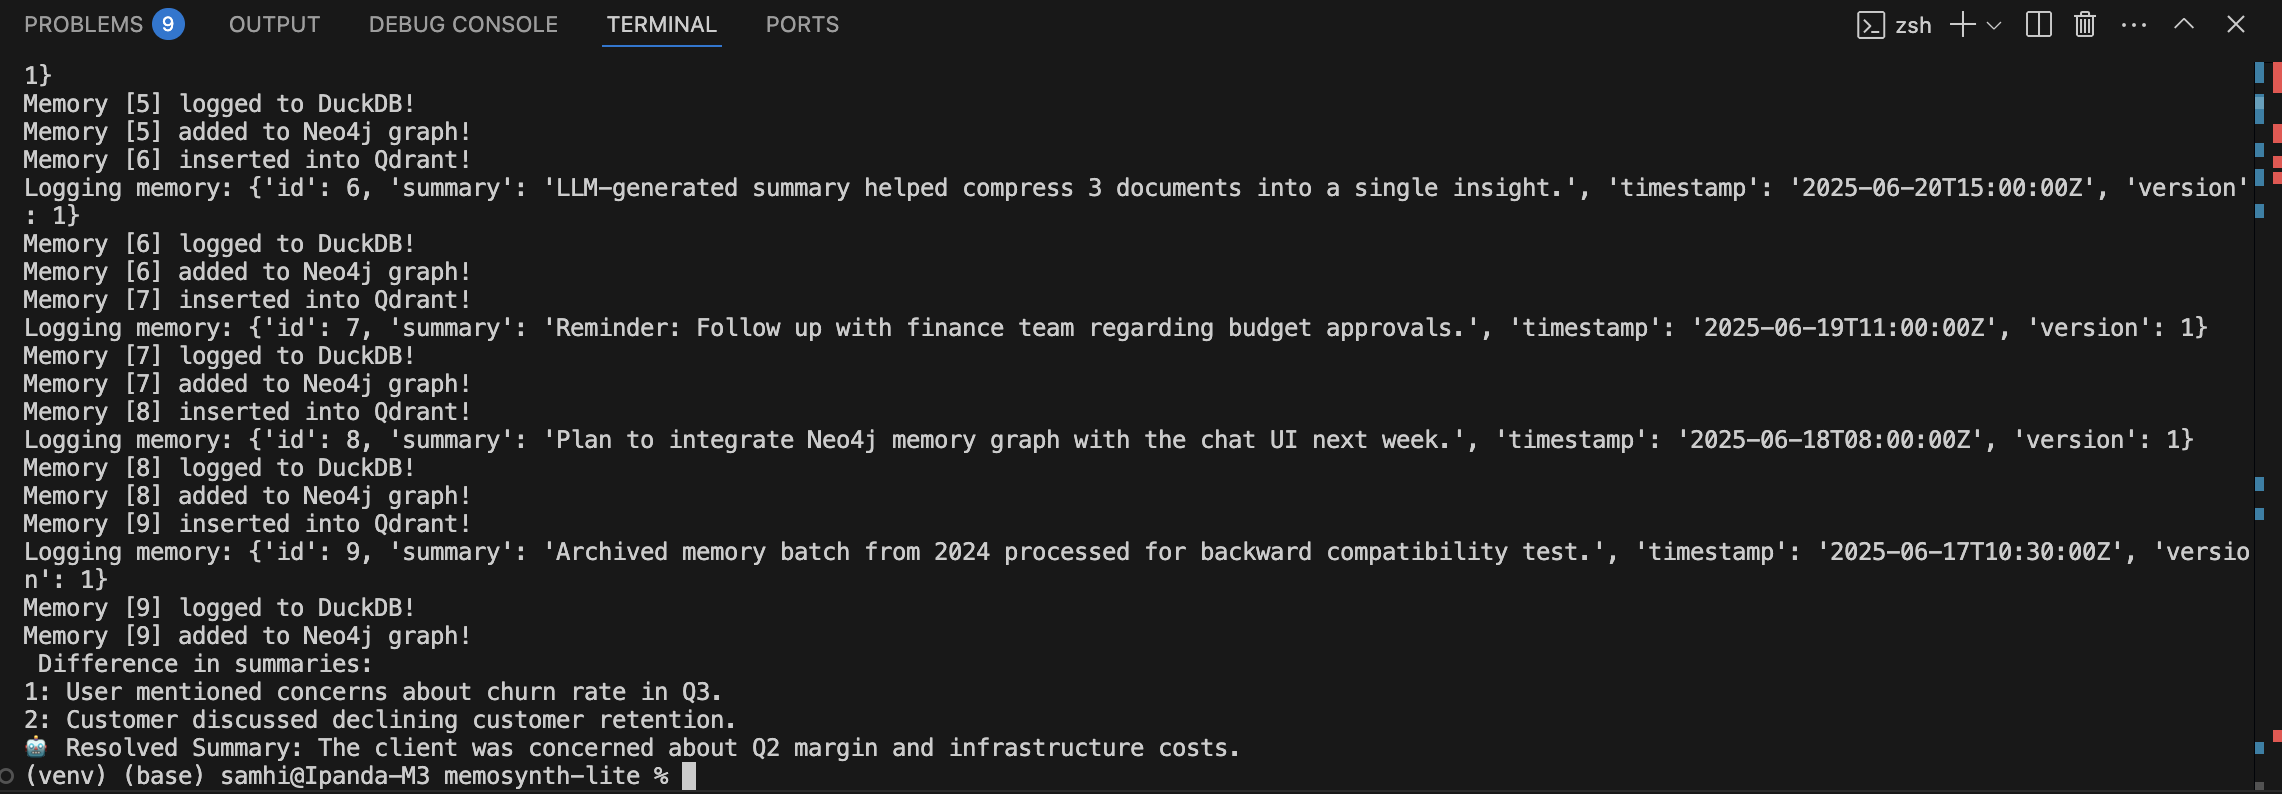 PROBLEMS 9 OUTPUT DEBUG CONSOLE TERMINAL PORTS zsh
1}
Memory [5] logged to DuckDB!
Memory [5] added to Neo4j graph!
Memory [6] inserted into Qdrant!
Logging memory: {'id': 6, 'summary': 'LLM-generated summary helped compress 3 documents into a single insight.', 'timestamp': '2025-06-20T15:00:00Z', 'version'
: 1}
Memory [6] logged to DuckDB!
Memory [6] added to Neo4j graph!
Memory [7] inserted into Qdrant!
Logging memory: {'id': 7, 'summary': 'Reminder: Follow up with finance team regarding budget approvals.', 'timestamp': '2025-06-19T11:00:00Z', 'version': 1}
Memory [7] logged to DuckDB!
Memory [7] added to Neo4j graph!
Memory [8] inserted into Qdrant!
Logging memory: {'id': 8, 'summary': 'Plan to integrate Neo4j memory graph with the chat UI next week.', 'timestamp': '2025-06-18T08:00:00Z', 'version': 1}
Memory [8] logged to DuckDB!
Memory [8] added to Neo4j graph!
Memory [9] inserted into Qdrant!
Logging memory: {'id': 9, 'summary': 'Archived memory batch from 2024 processed for backward compatibility test.', 'timestamp': '2025-06-17T10:30:00Z', 'versio
n': 1}
Memory [9] logged to DuckDB!
Memory [9] added to Neo4j graph!
Difference in summaries:
1: User mentioned concerns about churn rate in Q3.
2: Customer discussed declining customer retention.
🤖 Resolved Summary: The client was concerned about Q2 margin and infrastructure costs.
(venv) (base) samhi@Ipanda-M3 memosynth-lite %